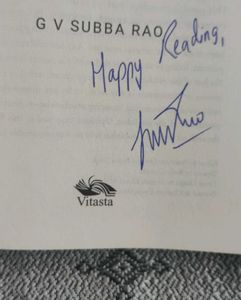 G V SUBBA RAO
Happy Reading,
Vitasta